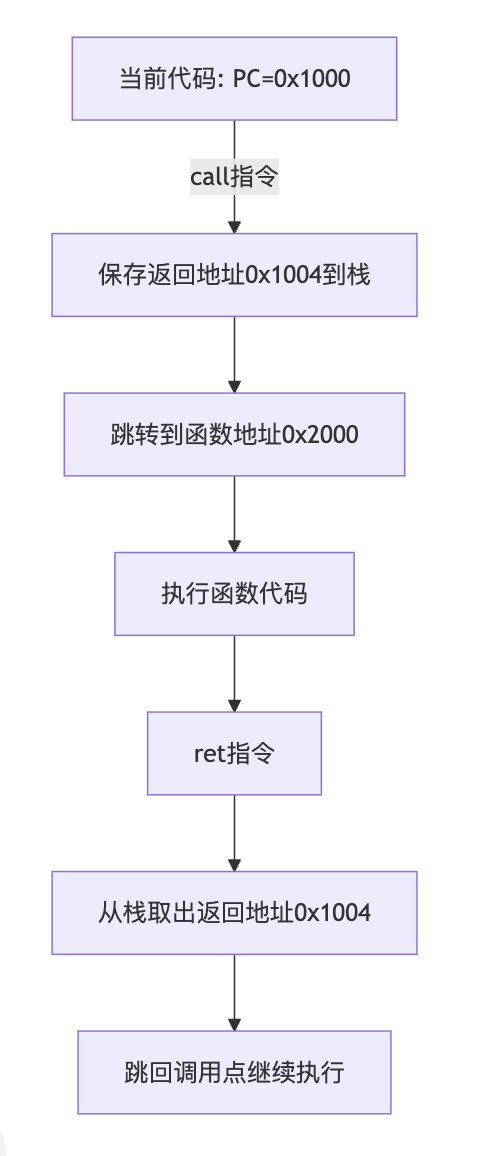 当前代码: PC=0x1000
call指令
保存返回地址0x1004到栈
跳转到函数地址0x2000
执行函数代码
ret指令
从栈取出返回地址0x1004
跳回调用点继续执行